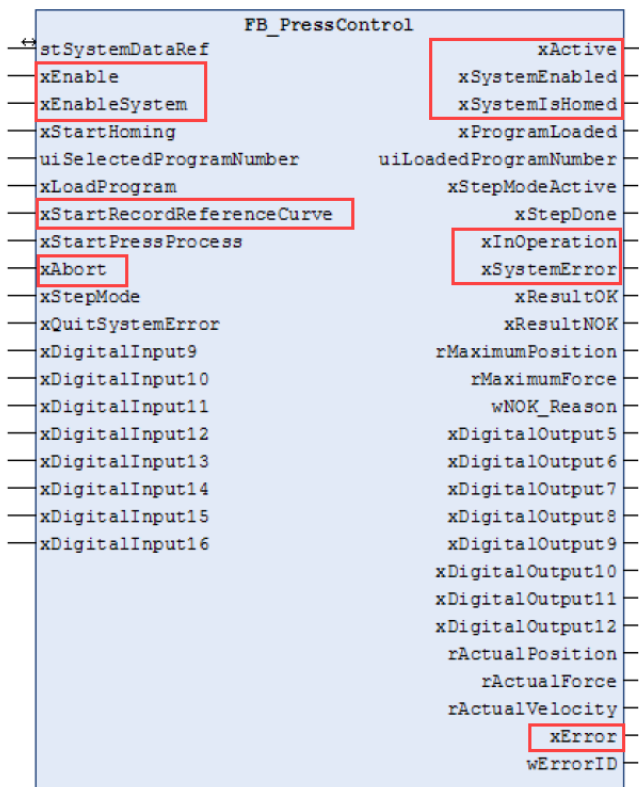 FB_PressControl
stSystemDataRef xActive
xEnable xSystemEnabled
xEnableSystem xSystemIsHomed
xStartHoming xProgramLoaded
uiSelectedProgramNumber uiLoadedProgramNumber
xLoadProgram xStepModeActive
xStartRecordReferenceCurve xStepDone
xStartPressProcess xInOperation
xAbort xSystemError
xStepMode xResultOK
xQuitSystemError xResultNOK
xDigitalInput9 rMaximumPosition
xDigitalInput10 rMaximumForce
xDigitalInput11 wNOK_Reason
xDigitalInput12 xDigitalOutput5
xDigitalInput13 xDigitalOutput6
xDigitalInput14 xDigitalOutput7
xDigitalInput15 xDigitalOutput8
xDigitalInput16 xDigitalOutput9
xDigitalOutput10
xDigitalOutput11
xDigitalOutput12
rActualPosition
rActualForce
rActualVelocity
xError
wErrorID